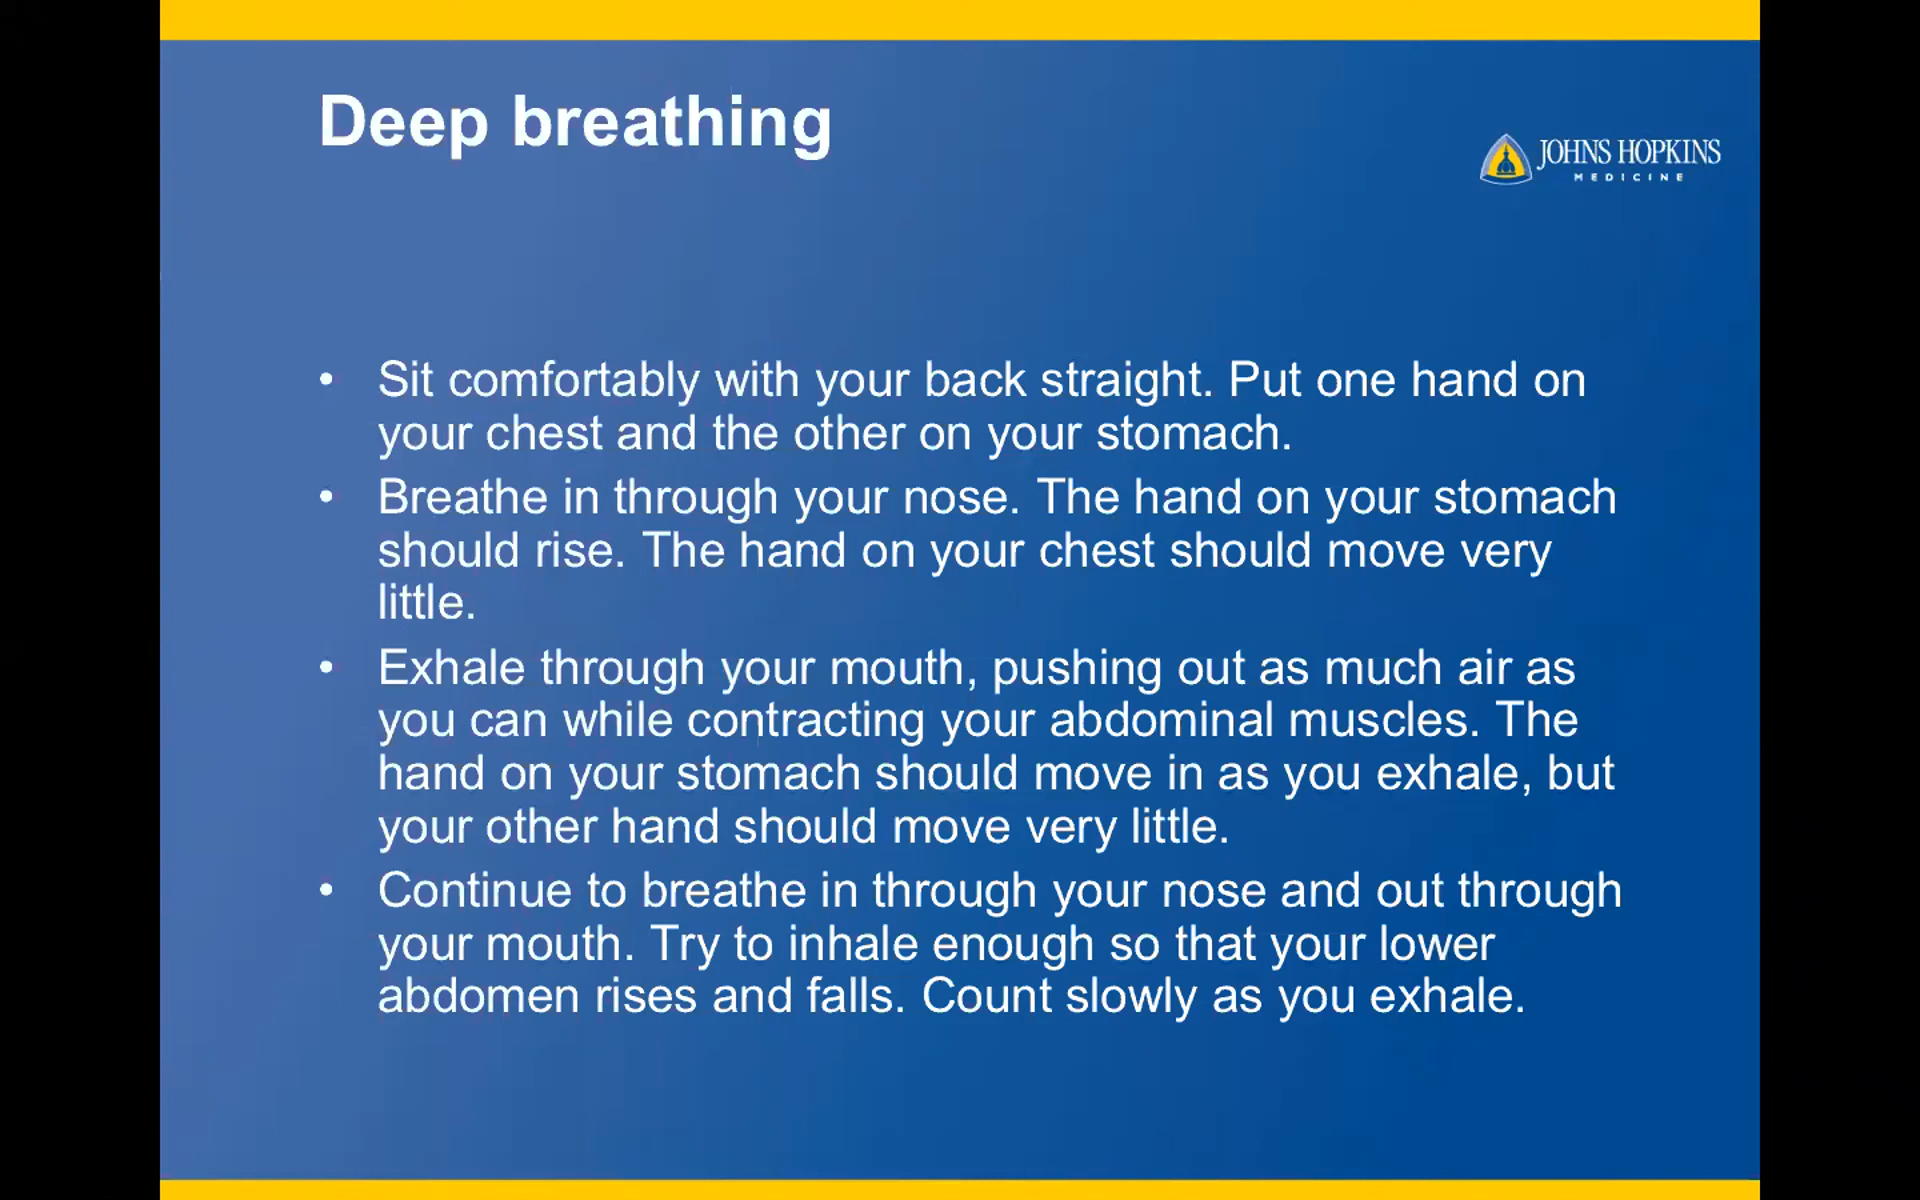 Deep breathing
JOHNS HOPKINS
MEDICINE
• Sit comfortably with your back straight. Put one hand on
your chest and the other on your stomach.
• Breathe in through your nose. The hand on your stomach
should rise. The hand on your chest should move very
little.
• Exhale through your mouth, pushing out as much air as
you can while contracting your abdominal muscles. The
hand on your stomach should move in as you exhale, but
your other hand should move very little.
• Continue to breathe in through your nose and out through
your mouth. Try to inhale enough so that your lower
abdomen rises and falls. Count slowly as you exhale.